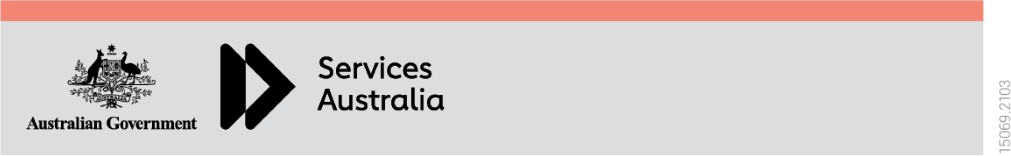 Australian Government
Services
Australia
15069.2103